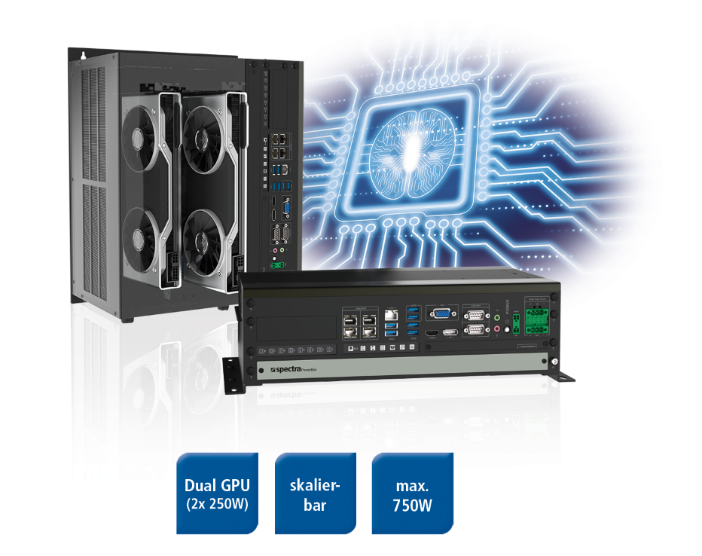 spectra PowerBox
Dual GPU
(2x 250W)
skalier-
bar
max.
750W